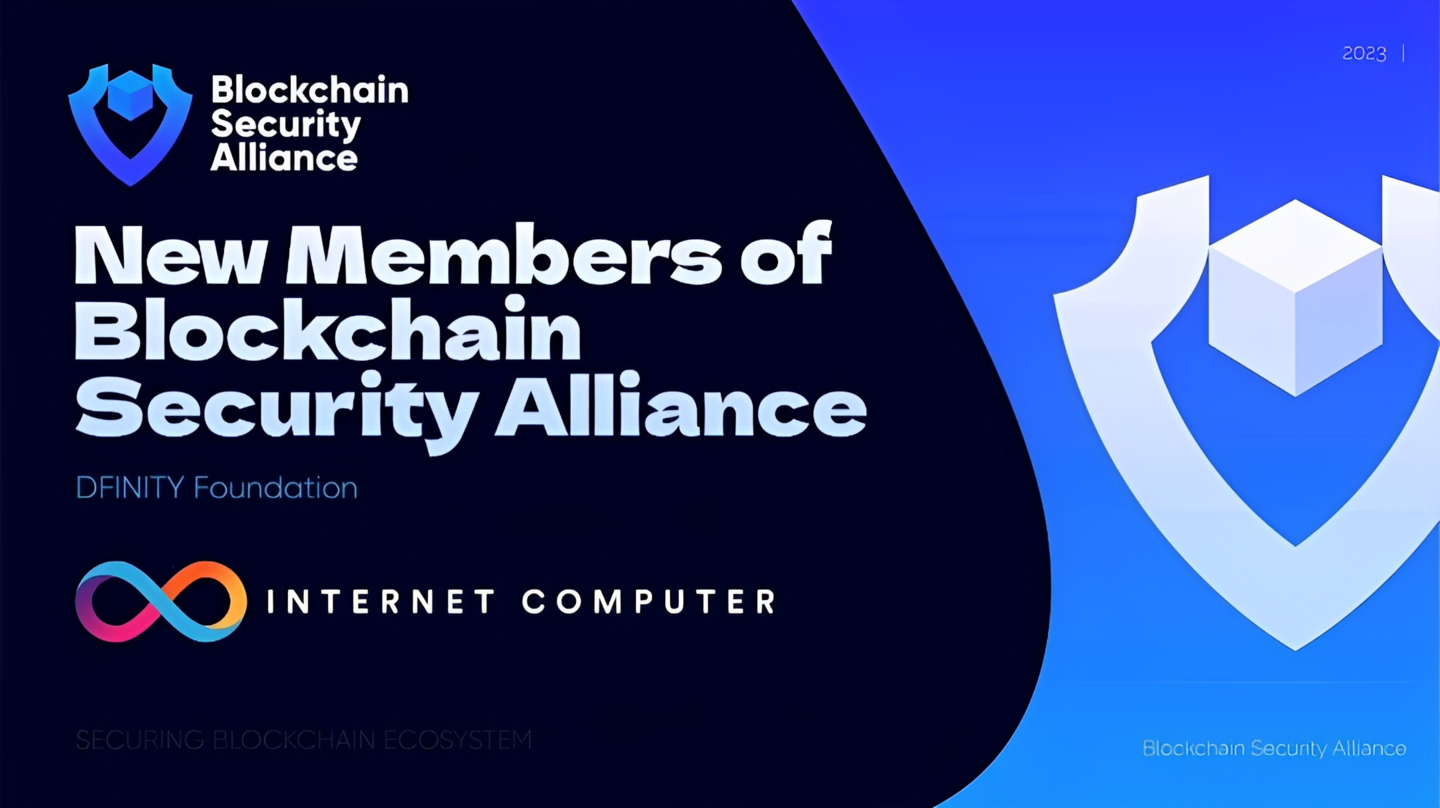 2023 |
Blockchain
Security
Alliance
New Members of
Blockchain
Security Alliance
DFINITY Foundation
INTERNET COMPUTER
SECURING BLOCKCHAIN ECOSYSTEM
Blockchain Security Alliance